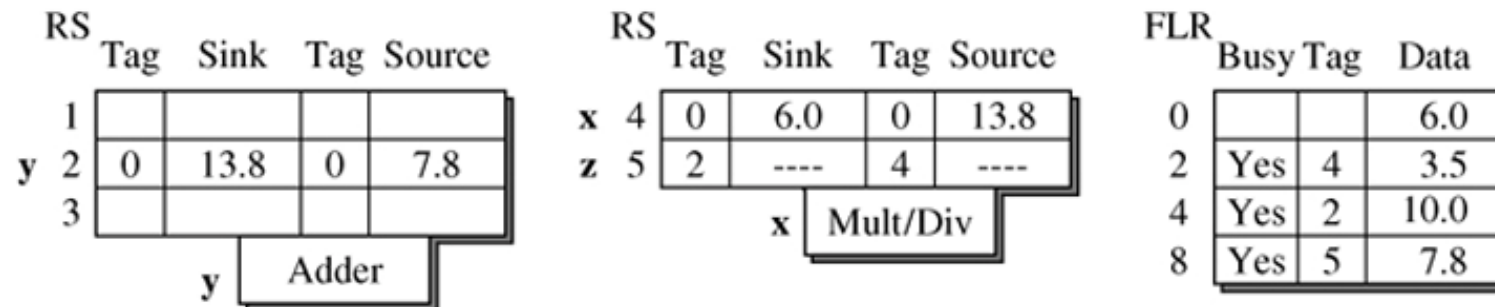 RS Tag Sink Tag Source
1
y 2 0 13.8 0 7.8
3
y Adder
RS Tag Sink Tag Source
x 4 0 6.0 0 13.8
z 5 2 ---- 4 ----
x Mult/Div
FLR Busy Tag Data
0 6.0
2 Yes 4 3.5
4 Yes 2 10.0
8 Yes 5 7.8